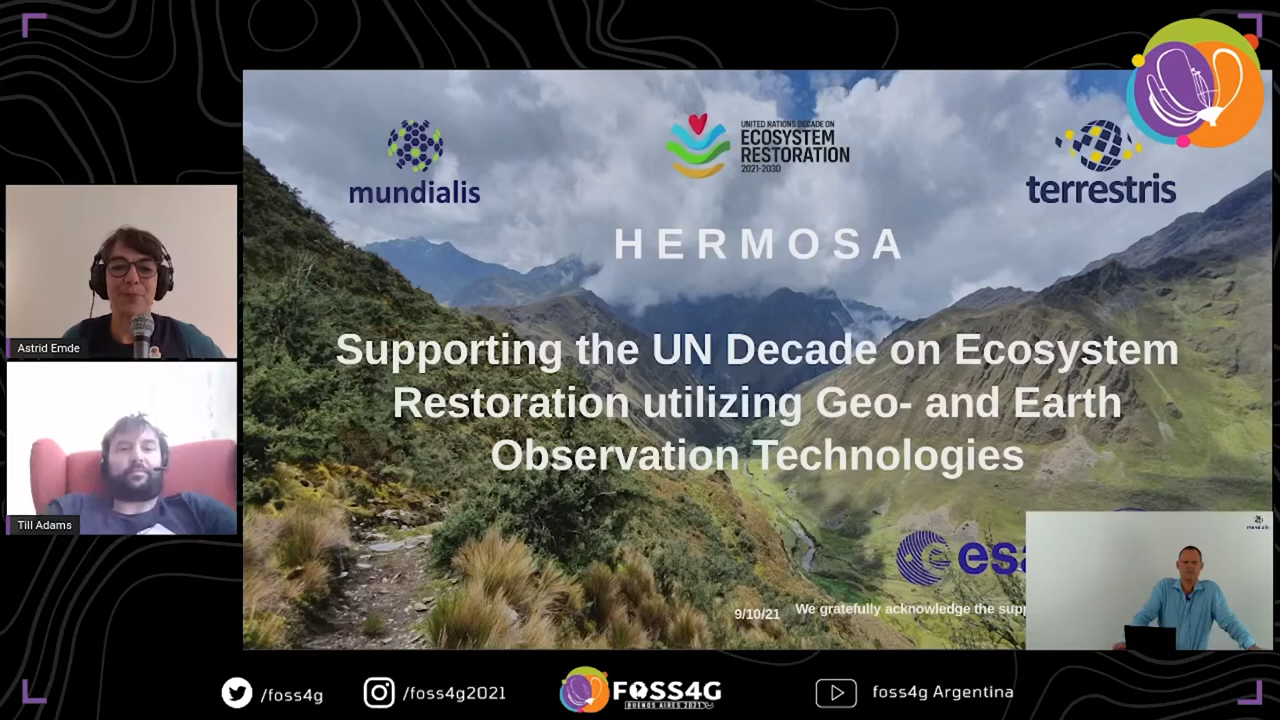 mundialis
UNITED NATIONS DECADE ON
ECOSYSTEM
RESTORATION
2021-2030
terrestris
HERMOSA
Supporting the UN Decade on Ecosystem
Restoration utilizing Geo- and Earth
Observation Technologies
Astrid Emde
Till Adams
esa
9/10/21
We gratefully acknowledge the supp
mundialis
/foss4g
/foss4g2021
FOSS4G
BUENOS AIRES 2021
foss4g Argentina